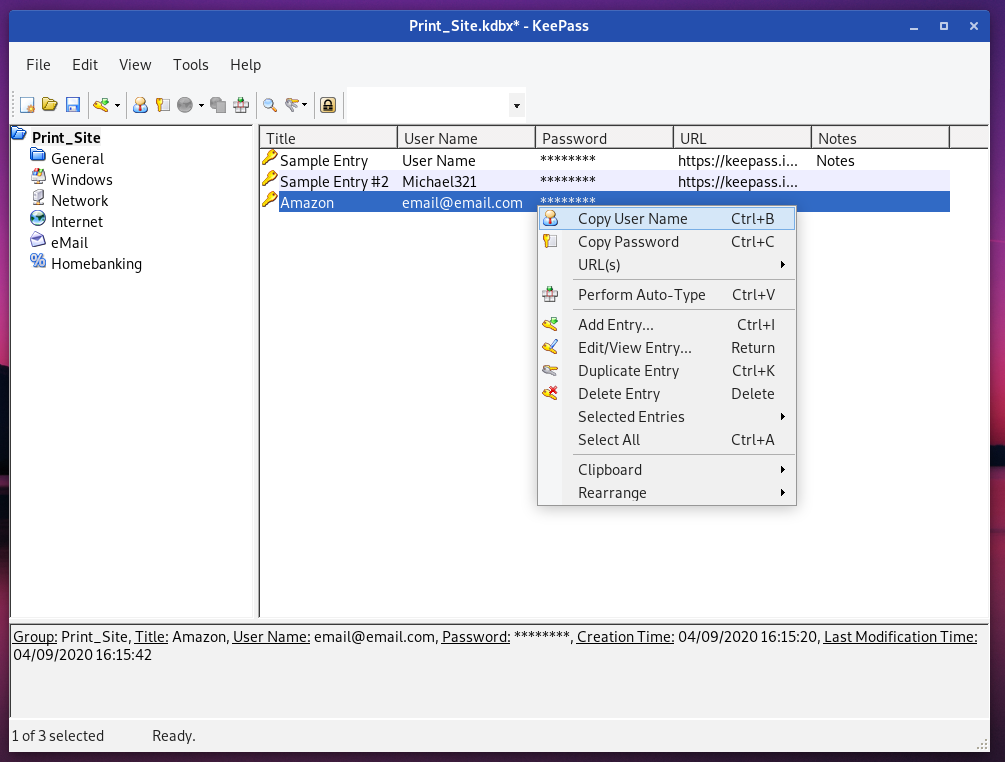 Print_Site.kdbx* - KeePass
File Edit View Tools Help
Print_Site
General
Windows
Network
Internet
eMail
Homebanking
Title User Name Password URL Notes
Sample Entry User Name ******** https://keepass.i... Notes
Sample Entry #2 Michael321 ******** https://keepass.i...
Amazon email@email.com ********
Copy User Name Ctrl+B
Copy Password Ctrl+C
URL(s)
Perform Auto-Type Ctrl+V
Add Entry... Ctrl+I
Edit/View Entry... Return
Duplicate Entry Ctrl+K
Delete Entry Delete
Selected Entries
Select All Ctrl+A
Clipboard
Rearrange
Group: Print_Site, Title: Amazon, User Name: email@email.com, Password: ********, Creation Time: 04/09/2020 16:15:20, Last Modification Time:
04/09/2020 16:15:42
1 of 3 selected Ready.